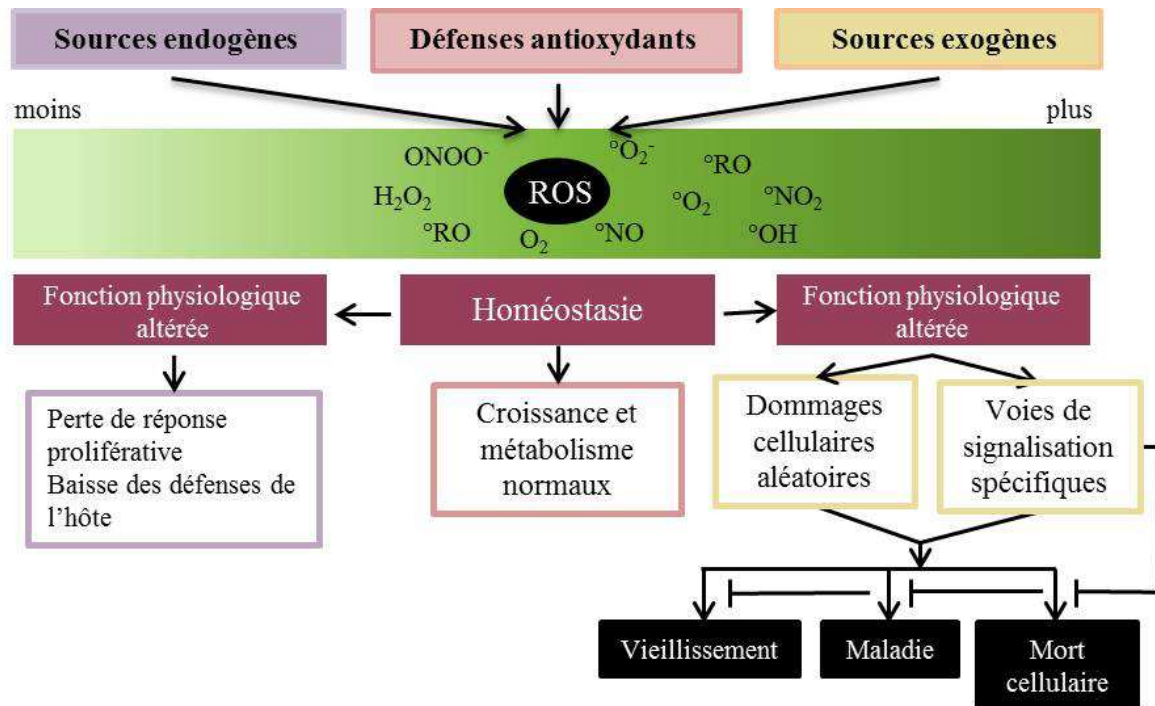 Sources endogènes
Défenses antioxydants
Sources exogènes
moins
plus
ONOO⁻
°O₂⁻
°RO
H₂O₂
ROS
°O₂
°NO₂
°RO
O₂
°NO
°OH
Fonction physiologique
altérée
Homéostasie
Fonction physiologique
altérée
Perte de réponse
proliférative
Baisse des défenses de
l’hôte
Croissance et
métabolisme
normaux
Dommages
cellulaires
aléatoires
Voies de
signalisation
spécifiques
Vieillissement
Maladie
Mort
cellulaire